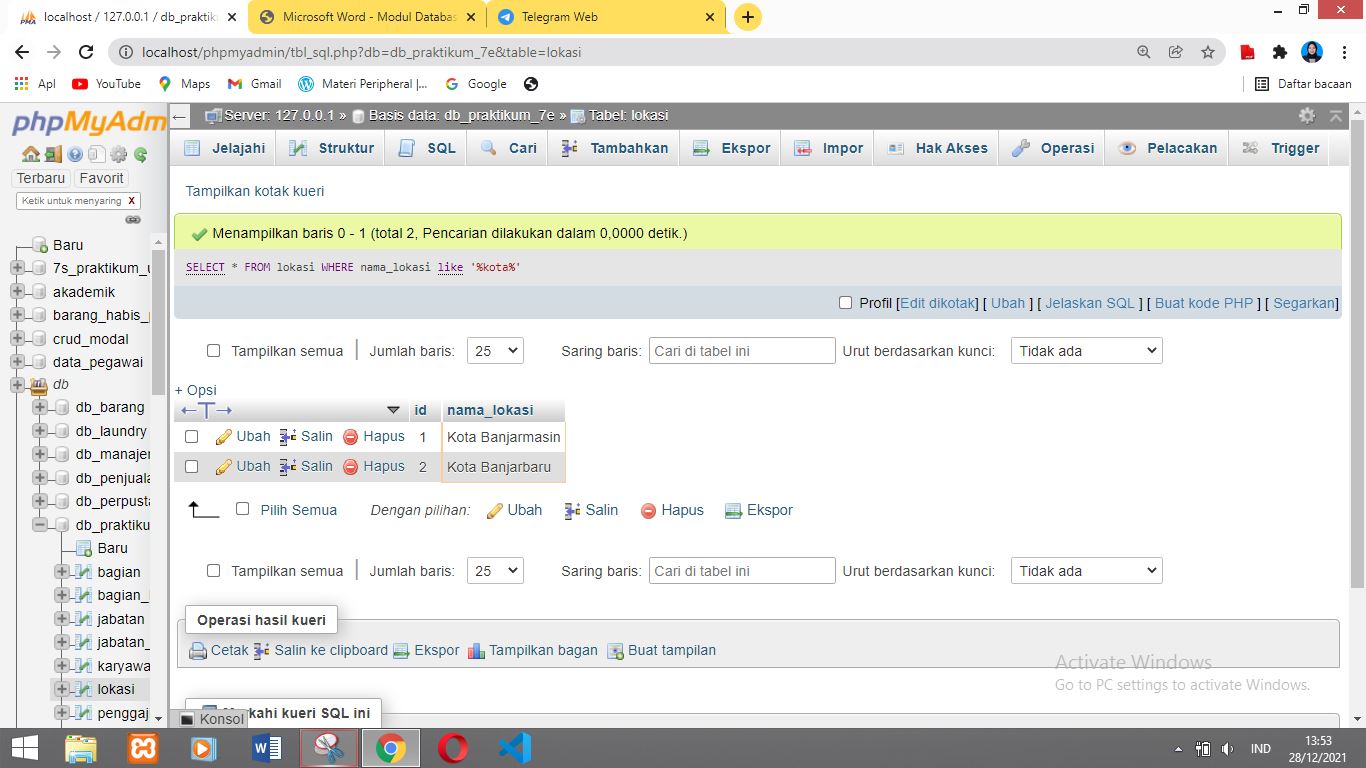 localhost / 127.0.0.1 / db_praktik
Microsoft Word - Modul Databas
Telegram Web
localhost/phpmyadmin/tbl_sql.php?db=db_praktikum_7e&table=lokasi
Apl YouTube Maps Gmail Materi Peripheral |... Google Daftar bacaan
phpMyAdm
Terbaru Favorit
Ketik untuk menyaring X
Baru
7s_praktikum_u
akademik
barang_habis_p
crud_modal
data_pegawai
db
db_barang
db_laundry
db_manajer
db_penjuala
db_perpusta
db_praktiku
Baru
bagian
bagian_
jabatan
jabatan_
karyawa
lokasi
penggaj
Server: 127.0.0.1 » Basis data: db_praktikum_7e » Tabel: lokasi
Jelajahi Struktur SQL Cari Tambahkan Ekspor Impor Hak Akses Operasi Pelacakan Trigger
Tampilkan kotak kueri
Menampilkan baris 0 - 1 (total 2, Pencarian dilakukan dalam 0,0000 detik.)
SELECT * FROM lokasi WHERE nama_lokasi like '%kota%'
Profil [Edit dikotak] [ Ubah ] [ Jelaskan SQL ] [ Buat kode PHP ] [ Segarkan]
Tampilkan semua | Jumlah baris: 25 Saring baris: Cari di tabel ini Urut berdasarkan kunci: Tidak ada
+ Opsi
←T→ id nama_lokasi
Ubah Salin Hapus 1 Kota Banjarmasin
Ubah Salin Hapus 2 Kota Banjarbaru
Pilih Semua Dengan pilihan: Ubah Salin Hapus Ekspor
Tampilkan semua | Jumlah baris: 25 Saring baris: Cari di tabel ini Urut berdasarkan kunci: Tidak ada
Operasi hasil kueri
Cetak Salin ke clipboard Ekspor Tampilkan bagan Buat tampilan
Activate Windows
Go to PC settings to activate Windows.
kahi kueri SQL ini
Konsol
IND
13:53
28/12/2021